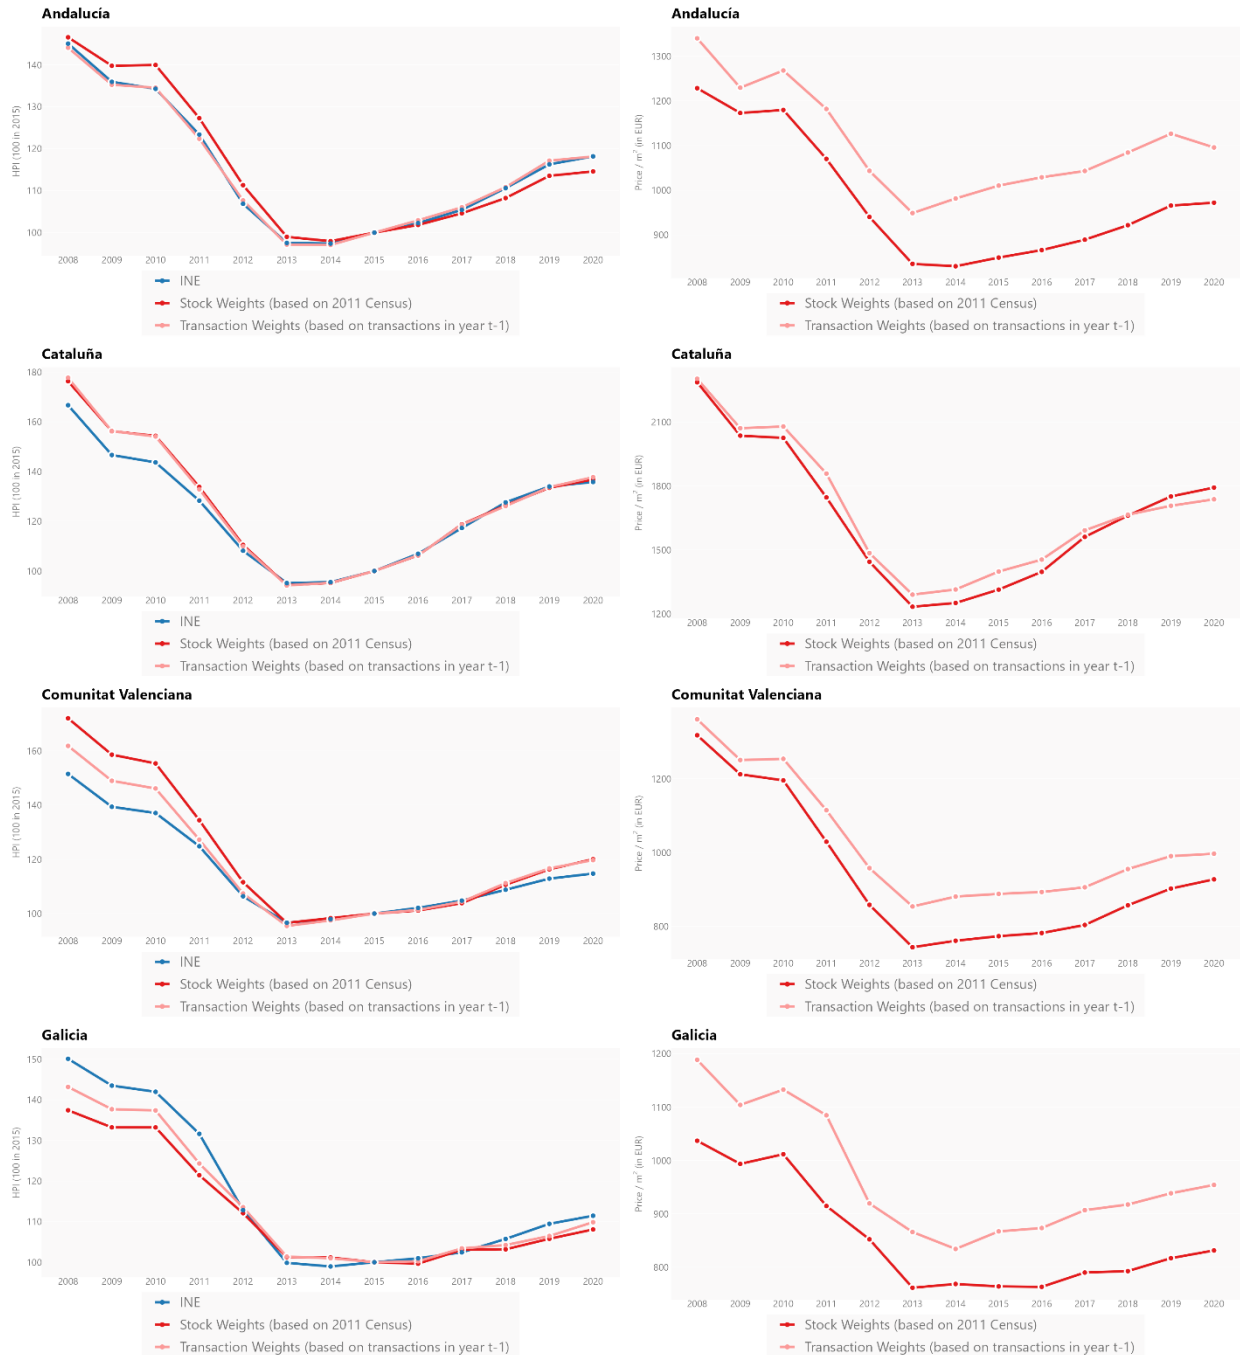 Andalucía
HPI (100 in 2015)
140
130
120
110
100
2008 2009 2010 2011 2012 2013 2014 2015 2016 2017 2018 2019 2020
INE
Stock Weights (based on 2011 Census)
Transaction Weights (based on transactions in year t-1)
Andalucía
Price / m² (in EUR)
1300
1200
1100
1000
900
2008 2009 2010 2011 2012 2013 2014 2015 2016 2017 2018 2019 2020
Stock Weights (based on 2011 Census)
Transaction Weights (based on transactions in year t-1)
Cataluña
HPI (100 in 2015)
180
160
140
120
100
2008 2009 2010 2011 2012 2013 2014 2015 2016 2017 2018 2019 2020
INE
Stock Weights (based on 2011 Census)
Transaction Weights (based on transactions in year t-1)
Cataluña
Price / m² (in EUR)
2100
1800
1500
1200
2008 2009 2010 2011 2012 2013 2014 2015 2016 2017 2018 2019 2020
Stock Weights (based on 2011 Census)
Transaction Weights (based on transactions in year t-1)
Comunitat Valenciana
HPI (100 in 2015)
160
140
120
100
2008 2009 2010 2011 2012 2013 2014 2015 2016 2017 2018 2019 2020
INE
Stock Weights (based on 2011 Census)
Transaction Weights (based on transactions in year t-1)
Comunitat Valenciana
Price / m² (in EUR)
1200
1000
800
2008 2009 2010 2011 2012 2013 2014 2015 2016 2017 2018 2019 2020
Stock Weights (based on 2011 Census)
Transaction Weights (based on transactions in year t-1)
Galicia
HPI (100 in 2015)
150
140
130
120
110
100
2008 2009 2010 2011 2012 2013 2014 2015 2016 2017 2018 2019 2020
INE
Stock Weights (based on 2011 Census)
Transaction Weights (based on transactions in year t-1)
Galicia
Price / m² (in EUR)
1200
1100
1000
900
800
2008 2009 2010 2011 2012 2013 2014 2015 2016 2017 2018 2019 2020
Stock Weights (based on 2011 Census)
Transaction Weights (based on transactions in year t-1)